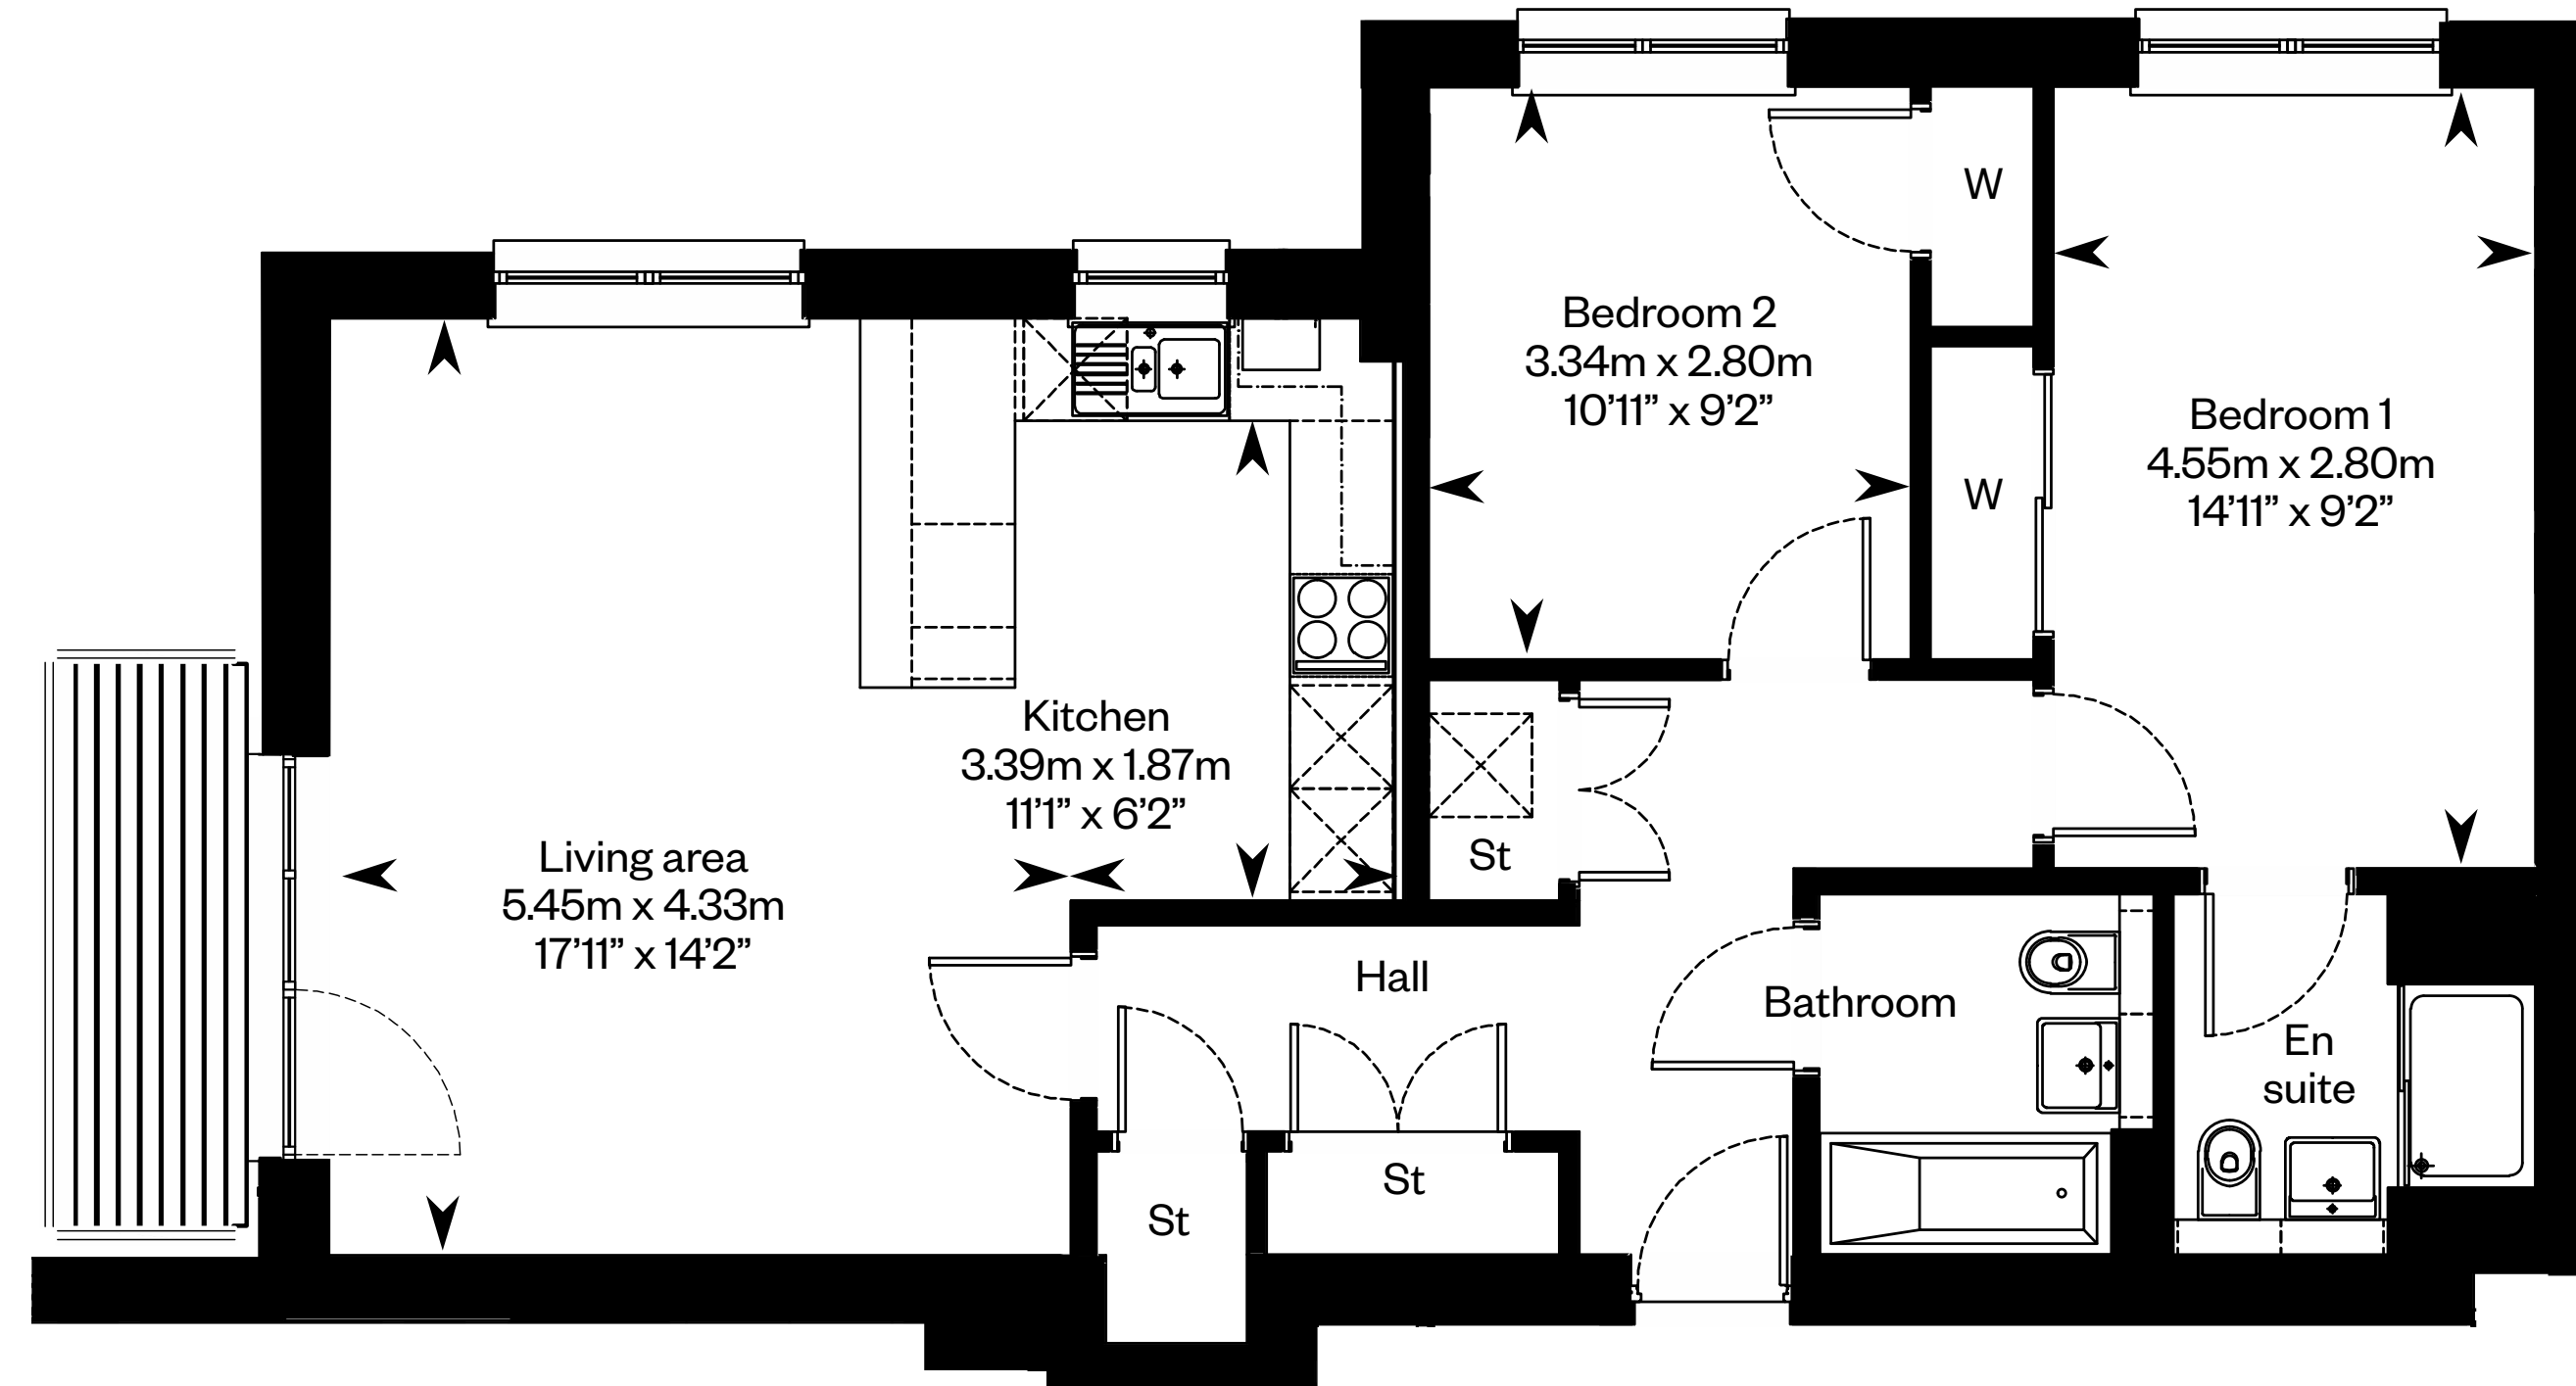 W
Bedroom 2
3.34m x 2.80m
10’11” x 9’2”
W
Bedroom 1
4.55m x 2.80m
14’11” x 9’2”
Kitchen
3.39m x 1.87m
11’1” x 6’2”
Living area
5.45m x 4.33m
17’11” x 14’2”
St
Hall
Bathroom
En
suite
St
St